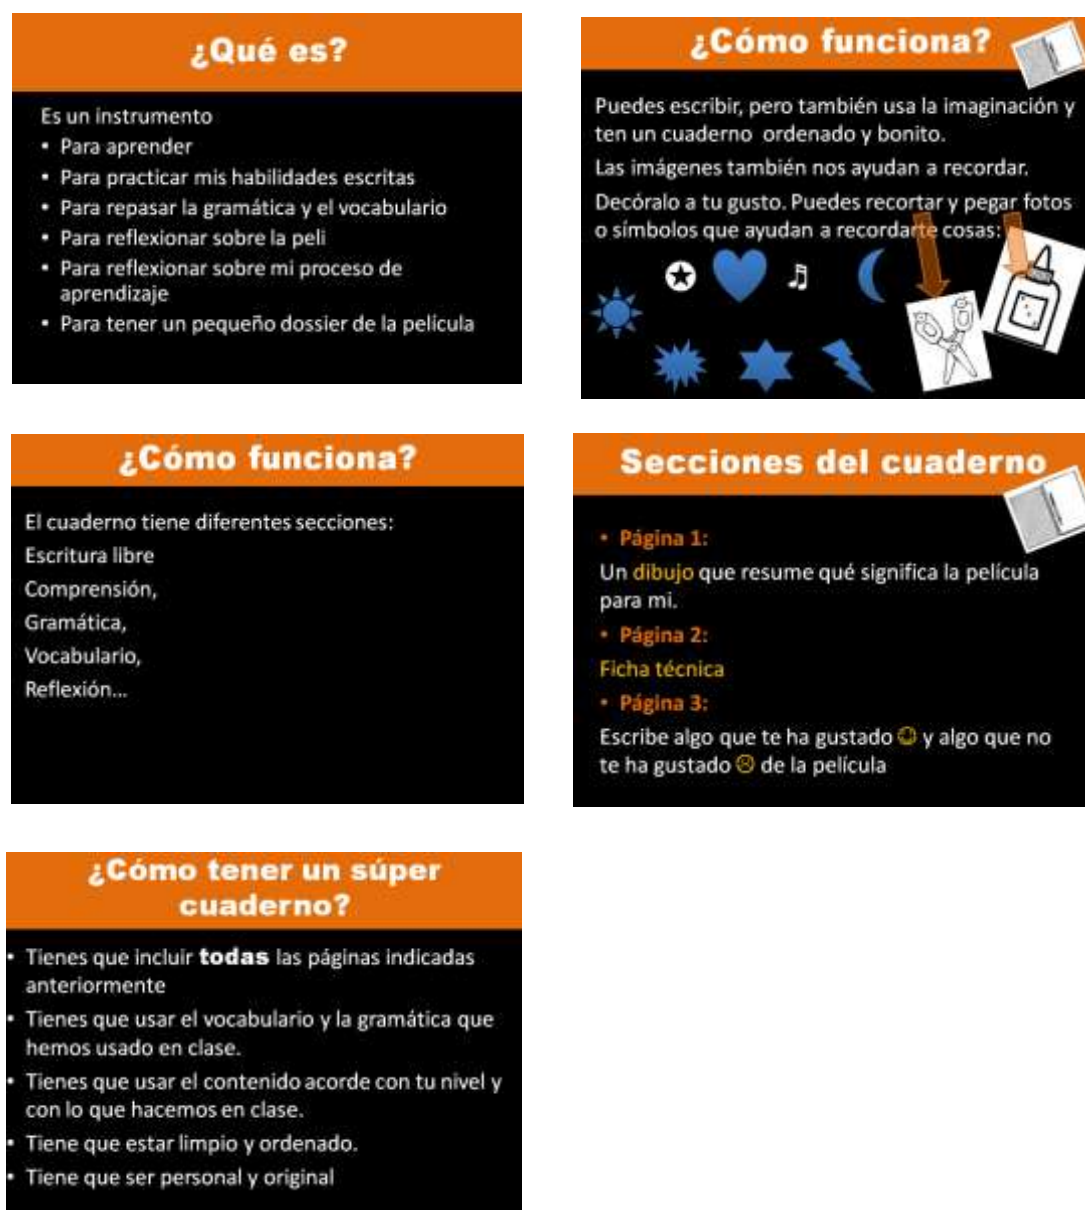 ¿Qué es?
Es un instrumento
• Para aprender
• Para practicar mis habilidades escritas
• Para repasar la gramática y el vocabulario
• Para reflexionar sobre la peli
• Para reflexionar sobre mi proceso de
aprendizaje
• Para tener un pequeño dossier de la película
¿Cómo funciona?
Puedes escribir, pero también usa la imaginación y
ten un cuaderno ordenado y bonito.
Las imágenes también nos ayudan a recordar.
Decóralo a tu gusto. Puedes recortar y pegar fotos
o símbolos que ayudan a recordarte cosas:
¿Cómo funciona?
El cuaderno tiene diferentes secciones:
Escritura libre
Comprensión,
Gramática,
Vocabulario,
Reflexión...
Secciones del cuaderno
• Página 1:
Un dibujo que resume qué significa la película
para mi.
• Página 2:
Ficha técnica
• Página 3:
Escribe algo que te ha gustado ☺ y algo que no
te ha gustado ☹ de la película
¿Cómo tener un súper
cuaderno?
• Tienes que incluir todas las páginas indicadas
anteriormente
• Tienes que usar el vocabulario y la gramática que
hemos usado en clase.
• Tienes que usar el contenido acorde con tu nivel y
con lo que hacemos en clase.
• Tiene que estar limpio y ordenado.
• Tiene que ser personal y original